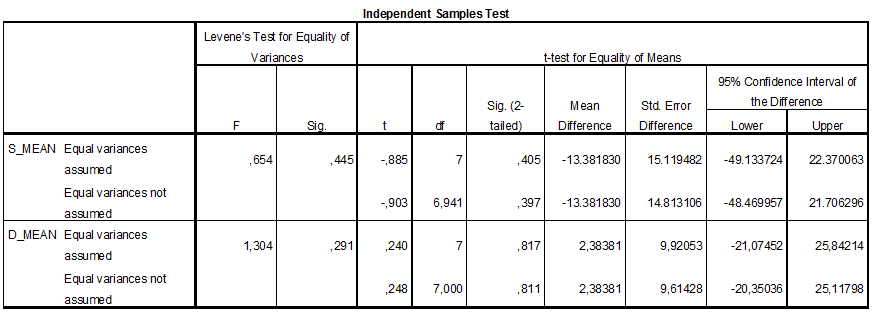 Independent Samples Test
Levene's Test for Equality of
Variances
t-test for Equality of Means
95% Confidence Interval of
the Difference
F Sig. t df Sig. (2-
tailed) Mean
Difference Std. Error
Difference Lower Upper
S_MEAN Equal variances
assumed ,654 ,445 -,885 7 ,405 -13.381830 15.119482 -49.133724 22.370063
Equal variances not
assumed -,903 6,941 ,397 -13.381830 14.813106 -48.469957 21.706296
D_MEAN Equal variances
assumed 1,304 ,291 ,240 7 ,817 2,38381 9,92053 -21,07452 25,84214
Equal variances not
assumed ,248 7,000 ,811 2,38381 9,61428 -20,35036 25,11798